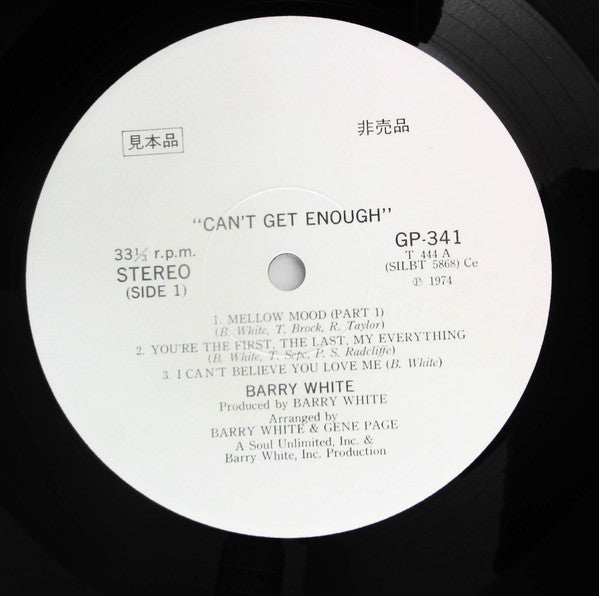 見本品
非売品
"CAN'T GET ENOUGH"
33⅓ r.p.m.
STEREO
(SIDE 1)
GP-341
T 444 A
(SILBT 5868) Ce
℗ 1974
1. MELLOW MOOD (PART 1)
(B. White, T. Brock, R. Taylor)
2. YOU'RE THE FIRST, THE LAST, MY EVERYTHING
(B. White, T. Sepe, P. S. Radcliffe)
3. I CAN'T BELIEVE YOU LOVE ME (B. White)
BARRY WHITE
Produced by BARRY WHITE
Arranged by
BARRY WHITE & GENE PAGE
A Soul Unlimited, Inc. &
Barry White, Inc. Production